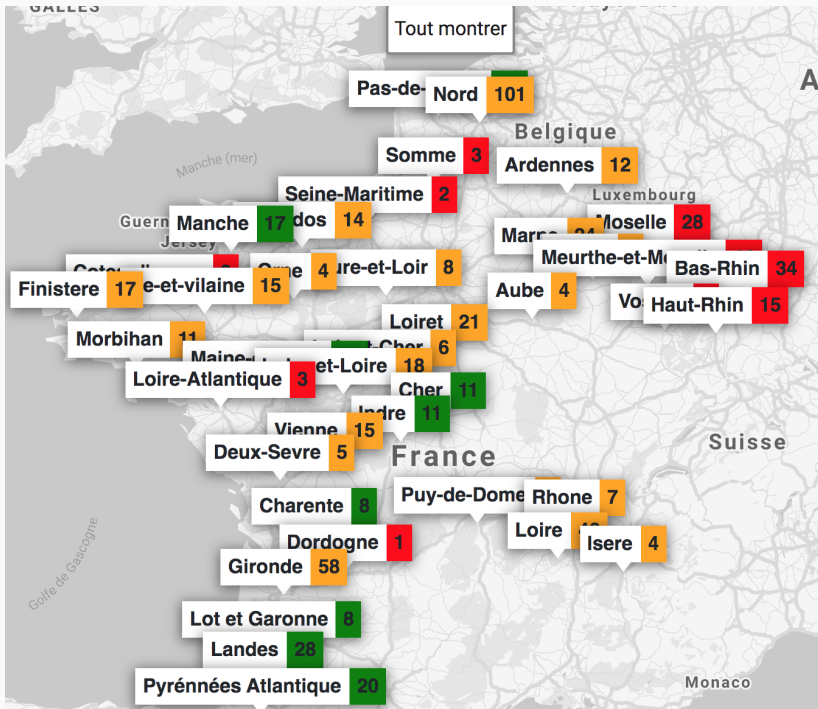 GALLES
Tout montrer
Pas-de-
Nord 101
Belgique
Somme 3
Ardennes 12
Manche (mer)
Seine-Maritime 2
Luxembourg
Guern
Manche 17
dos 14
Moselle 28
Jersey
Marne 24
Meurthe-et-M
Bas-Rhin 34
Orne 4
ure-et-Loir 8
Finistere 17
e-et-vilaine 15
Aube 4
Vo
Haut-Rhin 15
Loiret 21
Morbihan 11
Cher 6
Maine-
et-Loire 18
Loire-Atlantique 3
Cher 11
Indre 11
Vienne 15
Deux-Sevre 5
France
Suisse
Puy-de-Dome
Rhone 7
Charente 8
Loire
Isere 4
Dordogne 1
Gironde 58
Golfe de Gascogne
Lot et Garonne 8
Landes 28
Pyrénnées Atlantique 20
Monaco